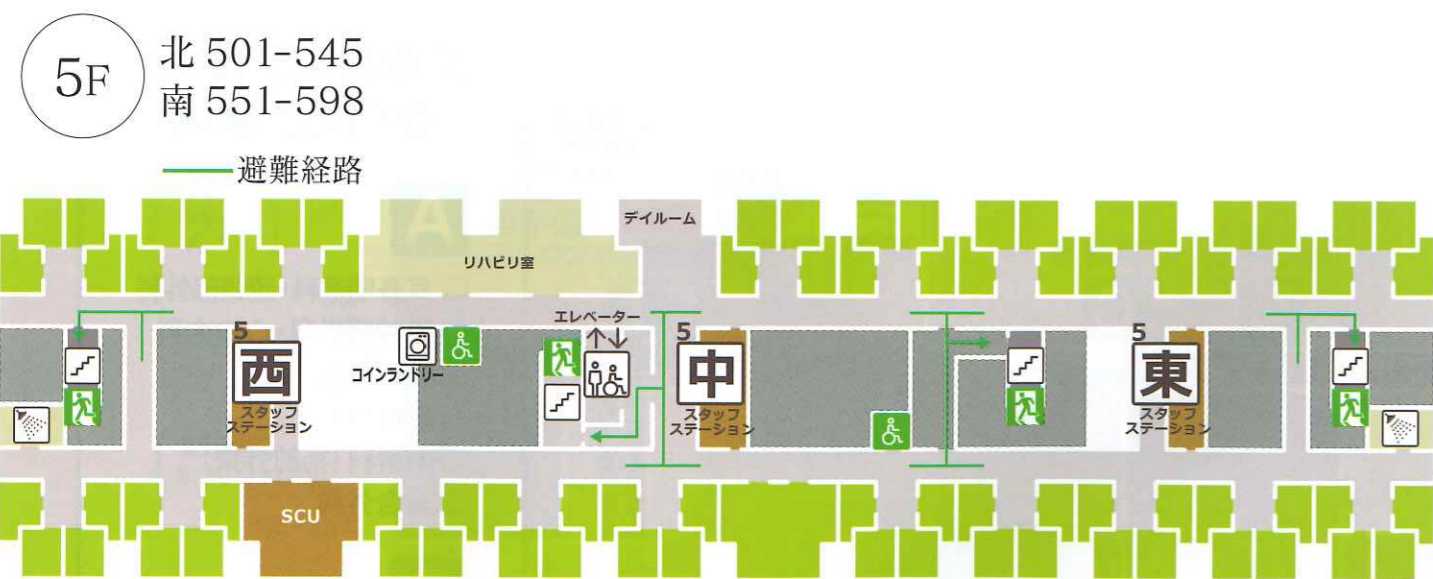 5F
北 501-545
南 551-598
避難経路
デイルーム
リハビリ室
エレベーター
5
西
スタッフ
ステーション
コインランドリー
5
中
スタッフ
ステーション
5
東
スタッフ
ステーション
SCU